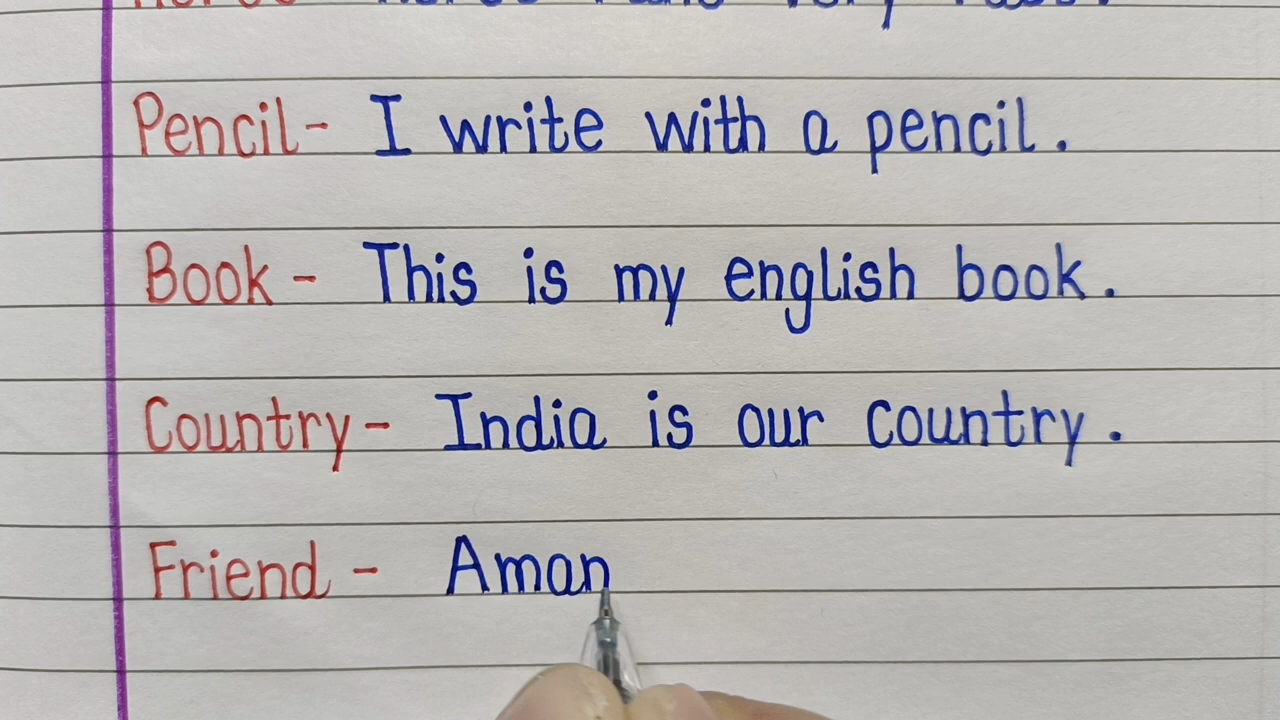 Pencil- I write with a pencil.
Book - This is my english book.
Country- India is our country.
Friend - Aman